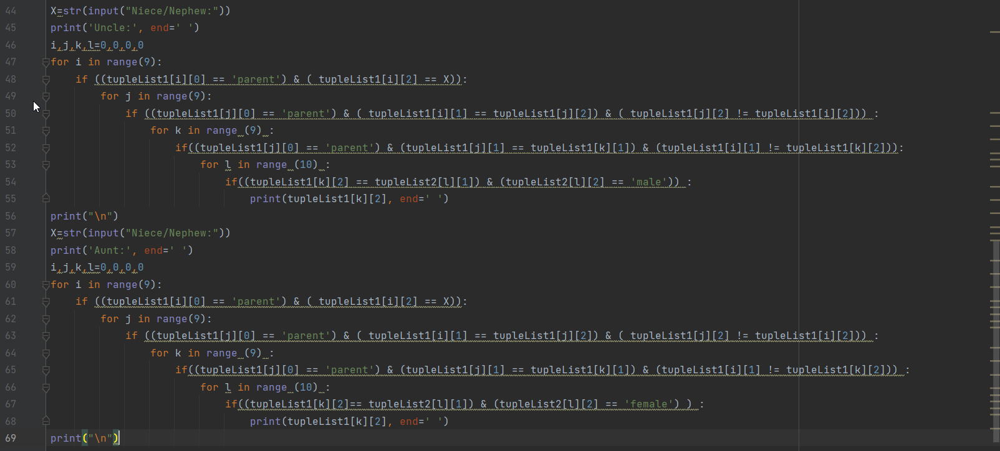 44 X=str(input("Niece/Nephew:"))
45 print('Uncle:', end=' ')
46 i,j,k,l=0,0,0,0
47 for i in range(9):
48     if ((tupleList1[i][0] == 'parent') & ( tupleList1[i][2] == X)):
49         for j in range(9):
50             if ((tupleList1[j][0] == 'parent') & ( tupleList1[i][1] == tupleList1[j][2]) & ( tupleList1[j][2] != tupleList1[i][2])) :
51                 for k in range (9) :
52                     if((tupleList1[j][0] == 'parent') & (tupleList1[j][1] == tupleList1[k][1]) & (tupleList1[i][1] != tupleList1[k][2])):
53                         for l in range (10) :
54                             if((tupleList1[k][2] == tupleList2[l][1]) & (tupleList2[l][2] == 'male')) :
55                                 print(tupleList1[k][2], end=' ')
56 print("\n")
57 X=str(input("Niece/Nephew:"))
58 print('Aunt:', end=' ')
59 i,j,k,l=0,0,0,0
60 for i in range(9):
61     if ((tupleList1[i][0] == 'parent') & ( tupleList1[i][2] == X)):
62         for j in range(9):
63             if ((tupleList1[j][0] == 'parent') & ( tupleList1[i][1] == tupleList1[j][2]) & ( tupleList1[j][2] != tupleList1[i][2])) :
64                 for k in range (9) :
65                     if((tupleList1[j][0] == 'parent') & (tupleList1[j][1] == tupleList1[k][1]) & (tupleList1[i][1] != tupleList1[k][2])) :
66                         for l in range (10) :
67                             if((tupleList1[k][2]== tupleList2[l][1]) & (tupleList2[l][2] == 'female') ) :
68                                 print(tupleList1[k][2], end=' ')
69 print("\n")